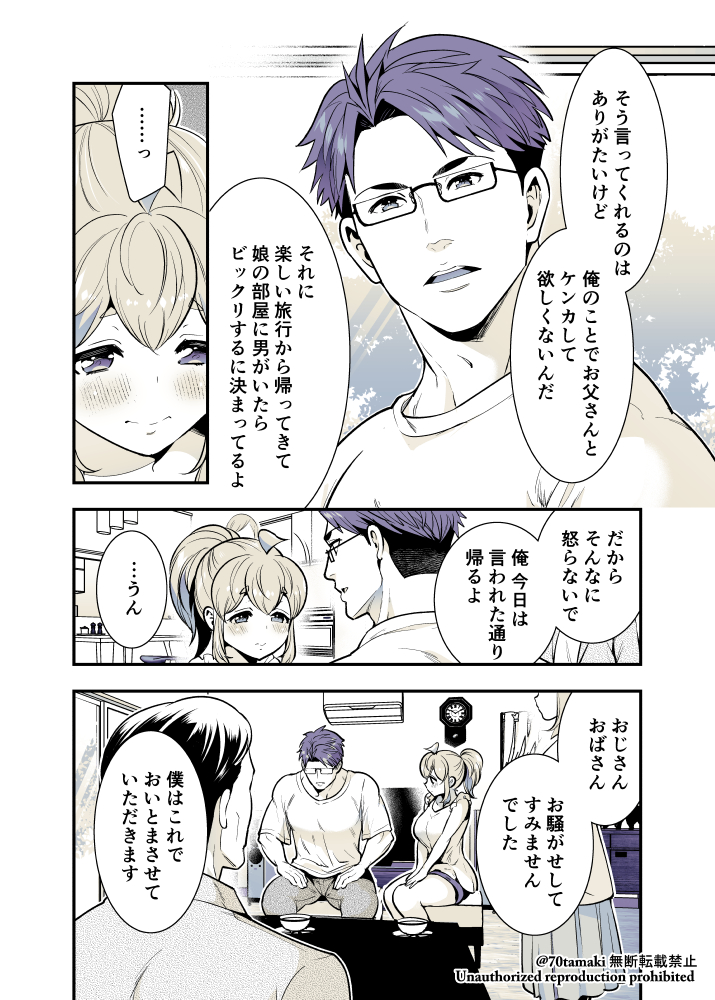 そう言ってくれるのは
ありがたいけど
俺のことでお父さんと
ケンカして
欲しくないんだ
それに
楽しい旅行から帰ってきて
娘の部屋に男がいたら
ビックリするに決まってるよ
……っ
だから
そんなに
怒らないで
俺 今日は
言われた通り
帰るよ
…うん
おじさん
おばさん
お騒がせして
すみません
でした
僕はこれで
おいとまさせて
いただきます
@70tamaki 無断転載禁止
Unauthorized reproduction prohibited